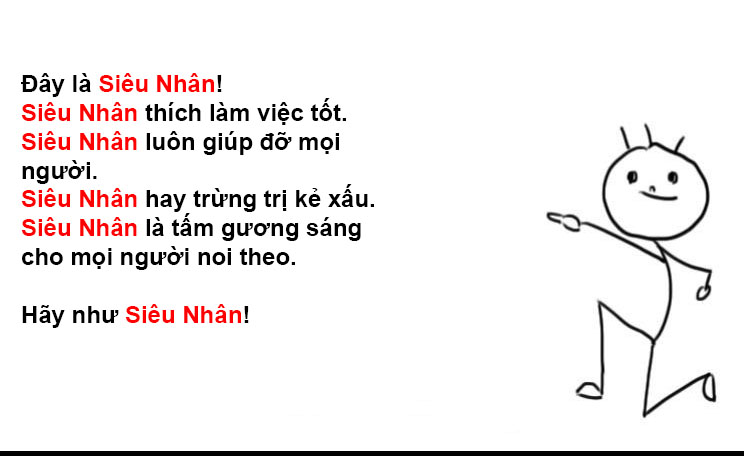 Đây là Siêu Nhân!
Siêu Nhân thích làm việc tốt.
Siêu Nhân luôn giúp đỡ mọi
người.
Siêu Nhân hay trừng trị kẻ xấu.
Siêu Nhân là tấm gương sáng
cho mọi người noi theo.
Hãy như Siêu Nhân!